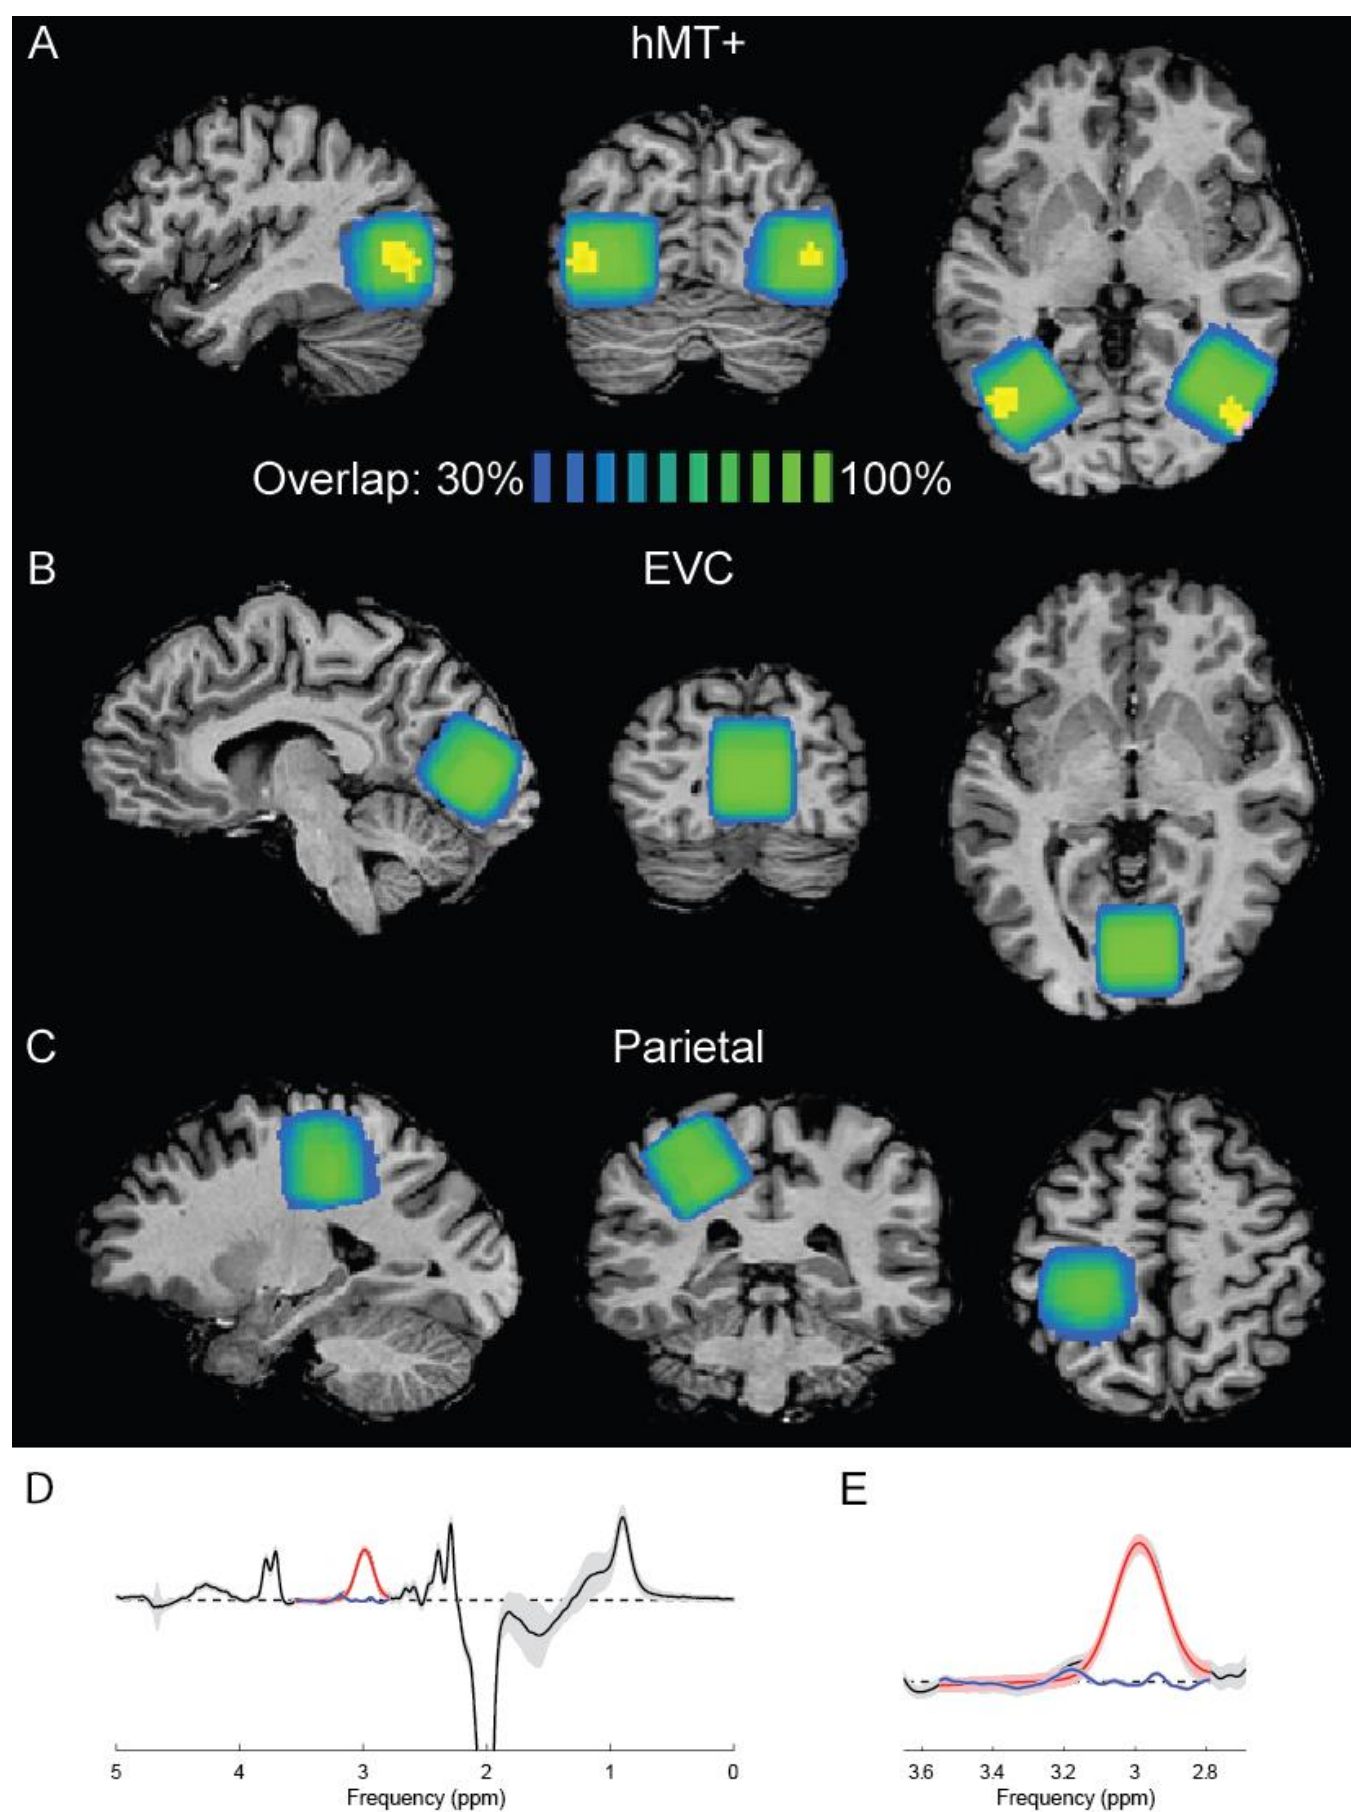 A
hMT+
Overlap: 30% 100%
B
EVC
C
Parietal
D
E
5 4 3 2 1 0
Frequency (ppm)
3.6 3.4 3.2 3 2.8
Frequency (ppm)